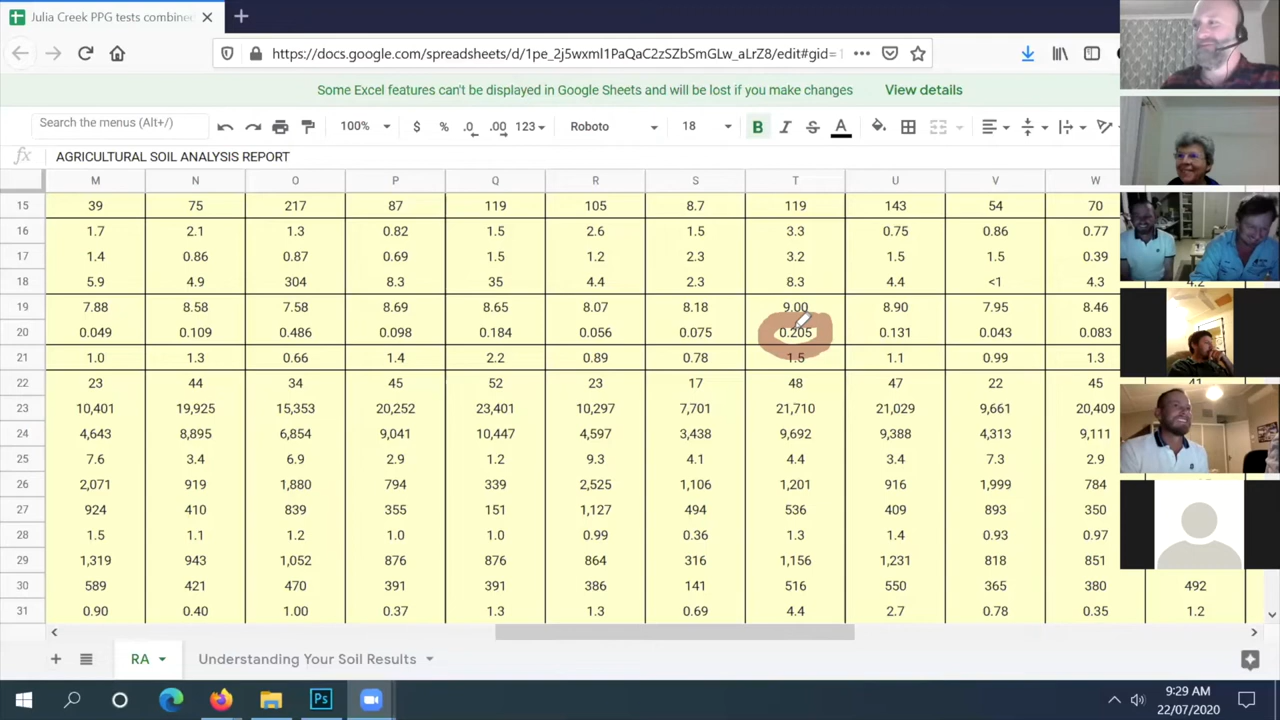 Julia Creek PPG tests combined
https://docs.google.com/spreadsheets/d/1pe_2j5wxml1PaQaC2zSZbSmGLw_aLrZ8/edit#gid=1
Some Excel features can't be displayed in Google Sheets and will be lost if you make changes View details
Search the menus (Alt+/) 100% $ % .0 .00 123 Roboto 18 B I S A
fx AGRICULTURAL SOIL ANALYSIS REPORT
M N O P Q R S T U V W
15 39 75 217 87 119 105 8.7 119 143 54 70
16 1.7 2.1 1.3 0.82 1.5 2.6 1.5 3.3 0.75 0.86 0.77
17 1.4 0.86 0.87 0.69 1.5 1.2 2.3 3.2 1.5 1.5 0.39
18 5.9 4.9 304 8.3 35 4.4 2.3 8.3 4.4 <1 4.3 4.2
19 7.88 8.58 7.58 8.69 8.65 8.07 8.18 9.00 8.90 7.95 8.46
20 0.049 0.109 0.486 0.098 0.184 0.056 0.075 0.205 0.131 0.043 0.083
21 1.0 1.3 0.66 1.4 2.2 0.89 0.78 1.5 1.1 0.99 1.3
22 23 44 34 45 52 23 17 48 47 22 45 41
23 10,401 19,925 15,353 20,252 23,401 10,297 7,701 21,710 21,029 9,661 20,409
24 4,643 8,895 6,854 9,041 10,447 4,597 3,438 9,692 9,388 4,313 9,111
25 7.6 3.4 6.9 2.9 1.2 9.3 4.1 4.4 3.4 7.3 2.9
26 2,071 919 1,880 794 339 2,525 1,106 1,201 916 1,999 784
27 924 410 839 355 151 1,127 494 536 409 893 350
28 1.5 1.1 1.2 1.0 1.0 0.99 0.36 1.3 1.4 0.93 0.97
29 1,319 943 1,052 876 876 864 316 1,156 1,231 818 851
30 589 421 470 391 391 386 141 516 550 365 380 492
31 0.90 0.40 1.00 0.37 1.3 1.3 0.69 4.4 2.7 0.78 0.35 1.2
RA Understanding Your Soil Results
Ps
9:29 AM
22/07/2020